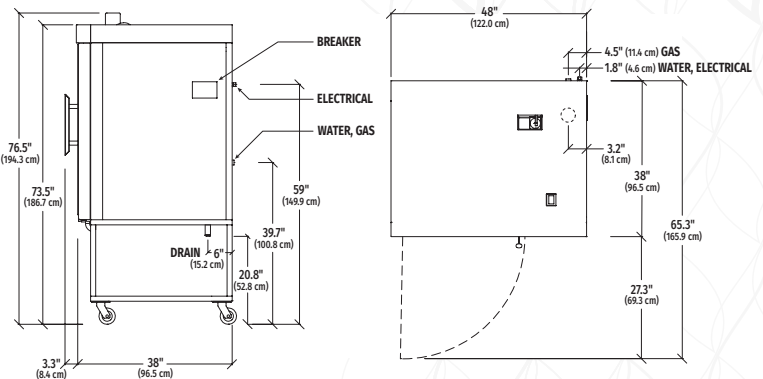 BREAKER
ELECTRICAL
WATER, GAS
76.5"
(194.3 cm)
73.5"
(186.7 cm)
59"
(149.9 cm)
39.7"
(100.8 cm)
DRAIN 6"
(15.2 cm)
20.8"
(52.8 cm)
3.3"
(8.4 cm)
38"
(96.5 cm)
48"
(122.0 cm)
4.5" (11.4 cm) GAS
1.8" (4.6 cm) WATER, ELECTRICAL
3.2"
(8.1 cm)
38"
(96.5 cm)
65.3"
(165.9 cm)
27.3"
(69.3 cm)